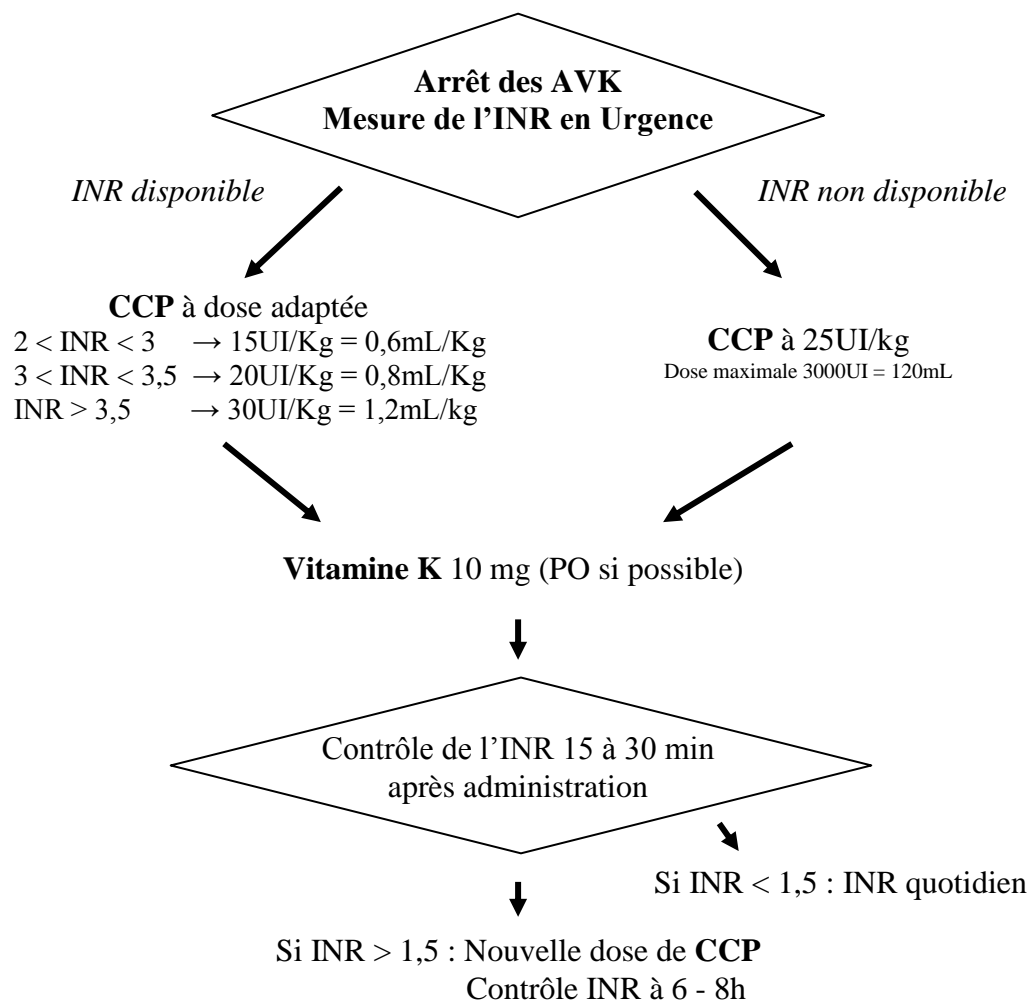 Arrêt des AVK
Mesure de l’INR en Urgence
INR disponible
INR non disponible
CCP à dose adaptée
2 < INR < 3 → 15UI/Kg = 0,6mL/Kg
3 < INR < 3,5 → 20UI/Kg = 0,8mL/Kg
INR > 3,5 → 30UI/Kg = 1,2mL/kg
CCP à 25UI/kg
Dose maximale 3000UI = 120mL
Vitamine K 10 mg (PO si possible)
Contrôle de l’INR 15 à 30 min
après administration
Si INR < 1,5 : INR quotidien
Si INR > 1,5 : Nouvelle dose de CCP
Contrôle INR à 6 - 8h